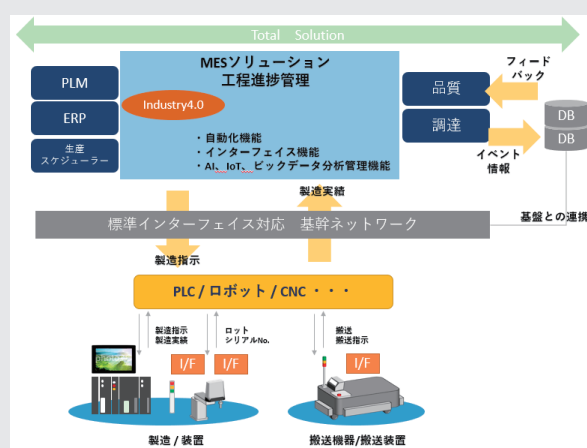 Total Solution
MESソリューション
工程進捗管理
Industry4.0
・自動化機能
・インターフェイス機能
・AI、IoT、ビックデータ分析管理機能
PLM
ERP
生産
スケジューラー
品質
調達
フィード
バック
イベント
情報
DB
DB
製造実績
標準インターフェイス対応 基幹ネットワーク
基盤との連携
製造指示
PLC / ロボット / CNC ・・・
製造指示
製造実績
ロット
シリアルNo.
搬送
搬送指示
I/F
I/F
I/F
製造 / 装置
搬送機器/搬送装置